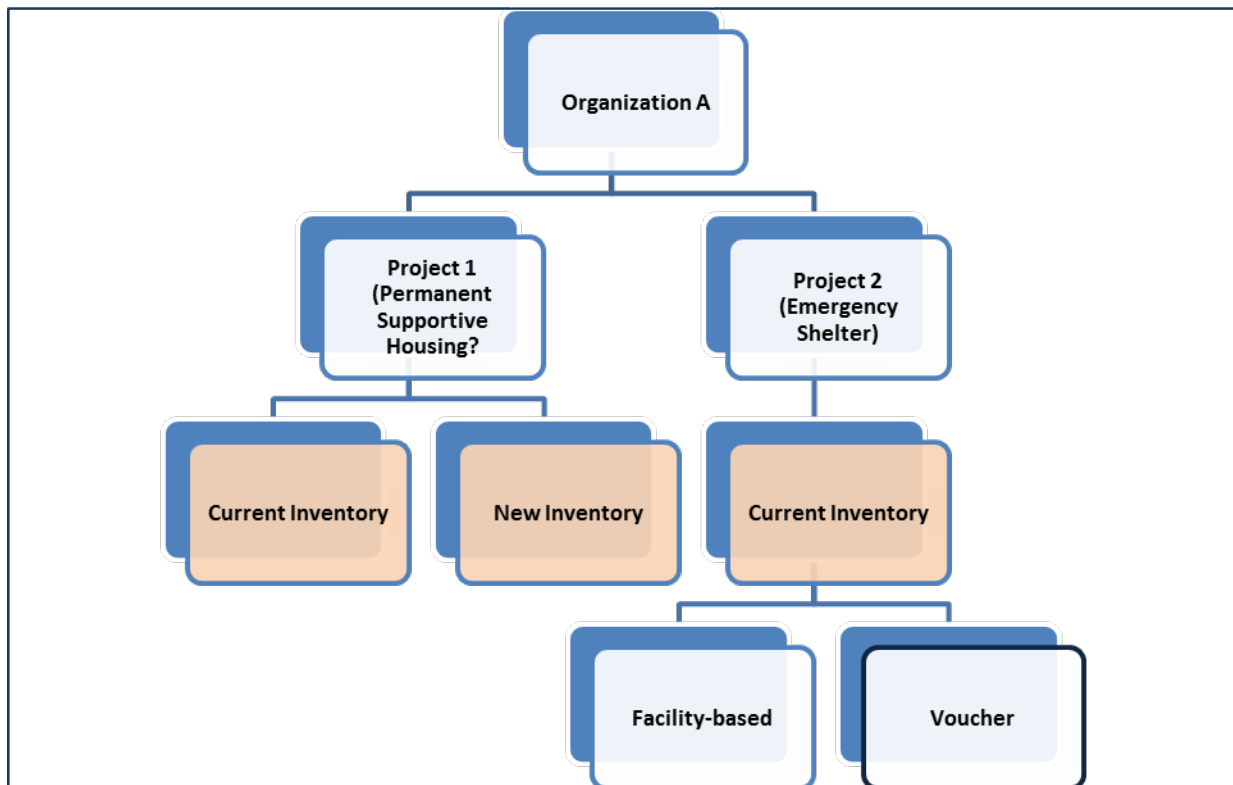 Organization A
Project 1
(Permanent
Supportive
Housing?
Project 2
(Emergency
Shelter)
Current Inventory
New Inventory
Current Inventory
Facility-based
Voucher